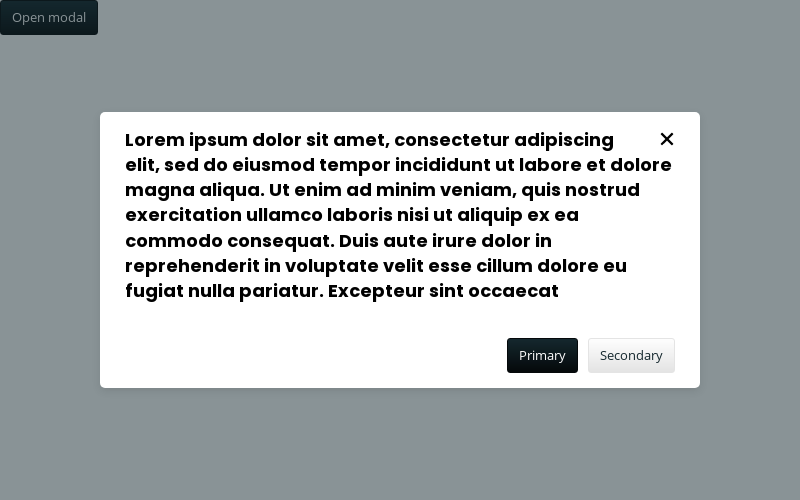 Open modal
Lorem ipsum dolor sit amet, consectetur adipiscing
elit, sed do eiusmod tempor incididunt ut labore et dolore
magna aliqua. Ut enim ad minim veniam, quis nostrud
exercitation ullamco laboris nisi ut aliquip ex ea
commodo consequat. Duis aute irure dolor in
reprehenderit in voluptate velit esse cillum dolore eu
fugiat nulla pariatur. Excepteur sint occaecat
Primary
Secondary